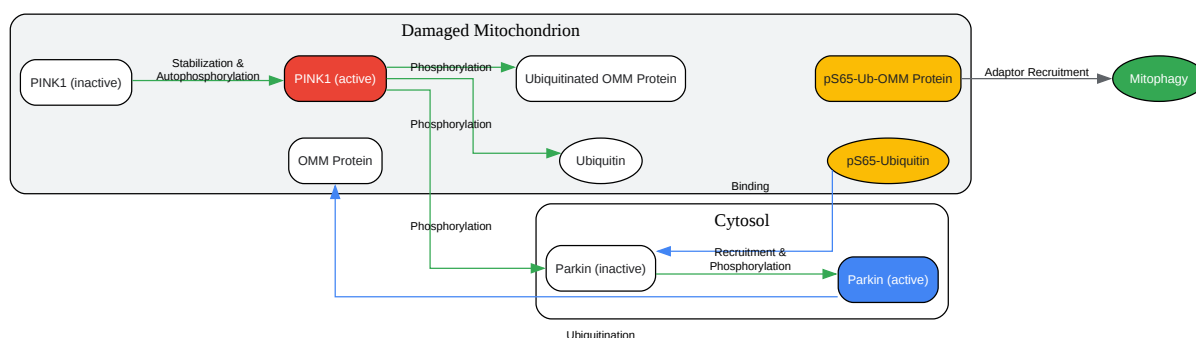 Damaged Mitochondrion
Stabilization &
Autophosphorylation
Phosphorylation
Adaptor Recruitment
PINK1 (inactive)
PINK1 (active)
Ubiquitinated OMM Protein
pS65-Ub-OMM Protein
Mitophagy
Phosphorylation
OMM Protein
Ubiquitin
pS65-Ubiquitin
Binding
Cytosol
Phosphorylation
Recruitment &
Phosphorylation
Parkin (inactive)
Parkin (active)
Ubiquitination